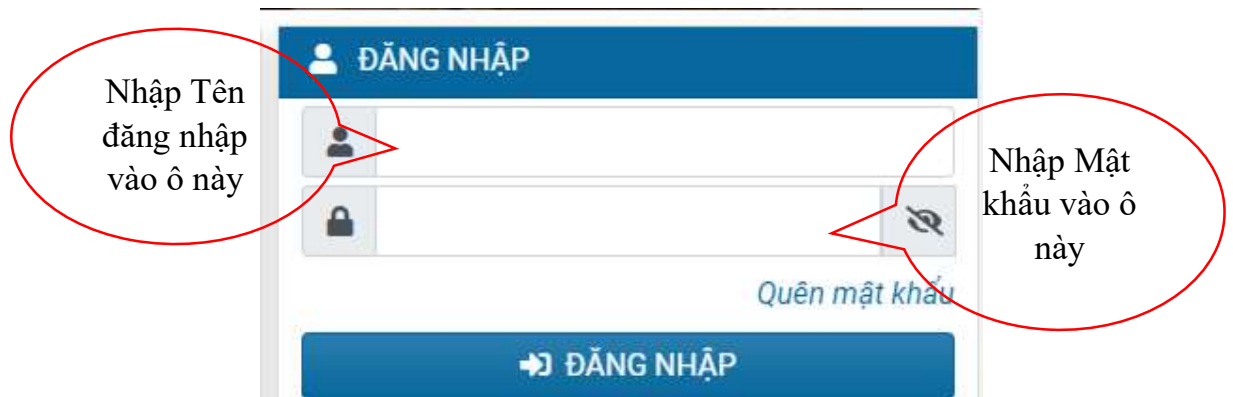 ĐĂNG NHẬP
Nhập Tên
đăng nhập
vào ô này
Nhập Mật
khẩu vào ô
này
Quên mật khẩu
ĐĂNG NHẬP